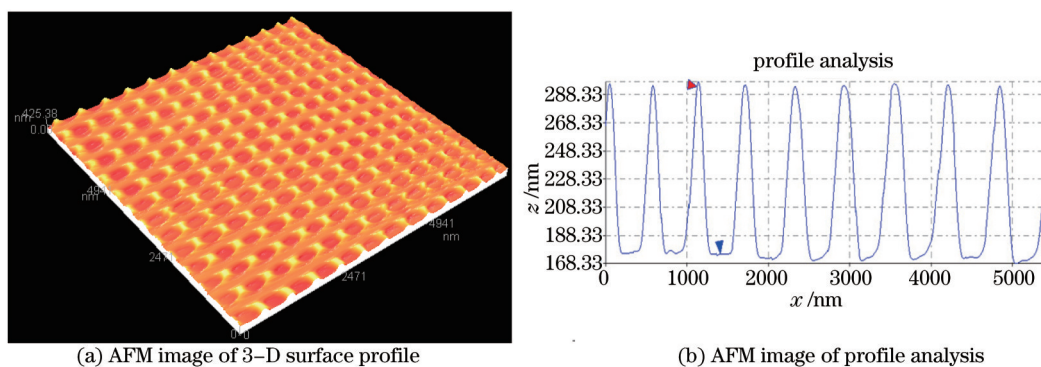 425.38
nm
0.00
4941
nm
2471
0
0
2471
4941
nm
(a) AFM image of 3-D surface profile
profile analysis
288.33
268.33
248.33
228.33
208.33
188.33
168.33
z /nm
0
1000
2000
3000
4000
5000
x /nm
(b) AFM image of profile analysis